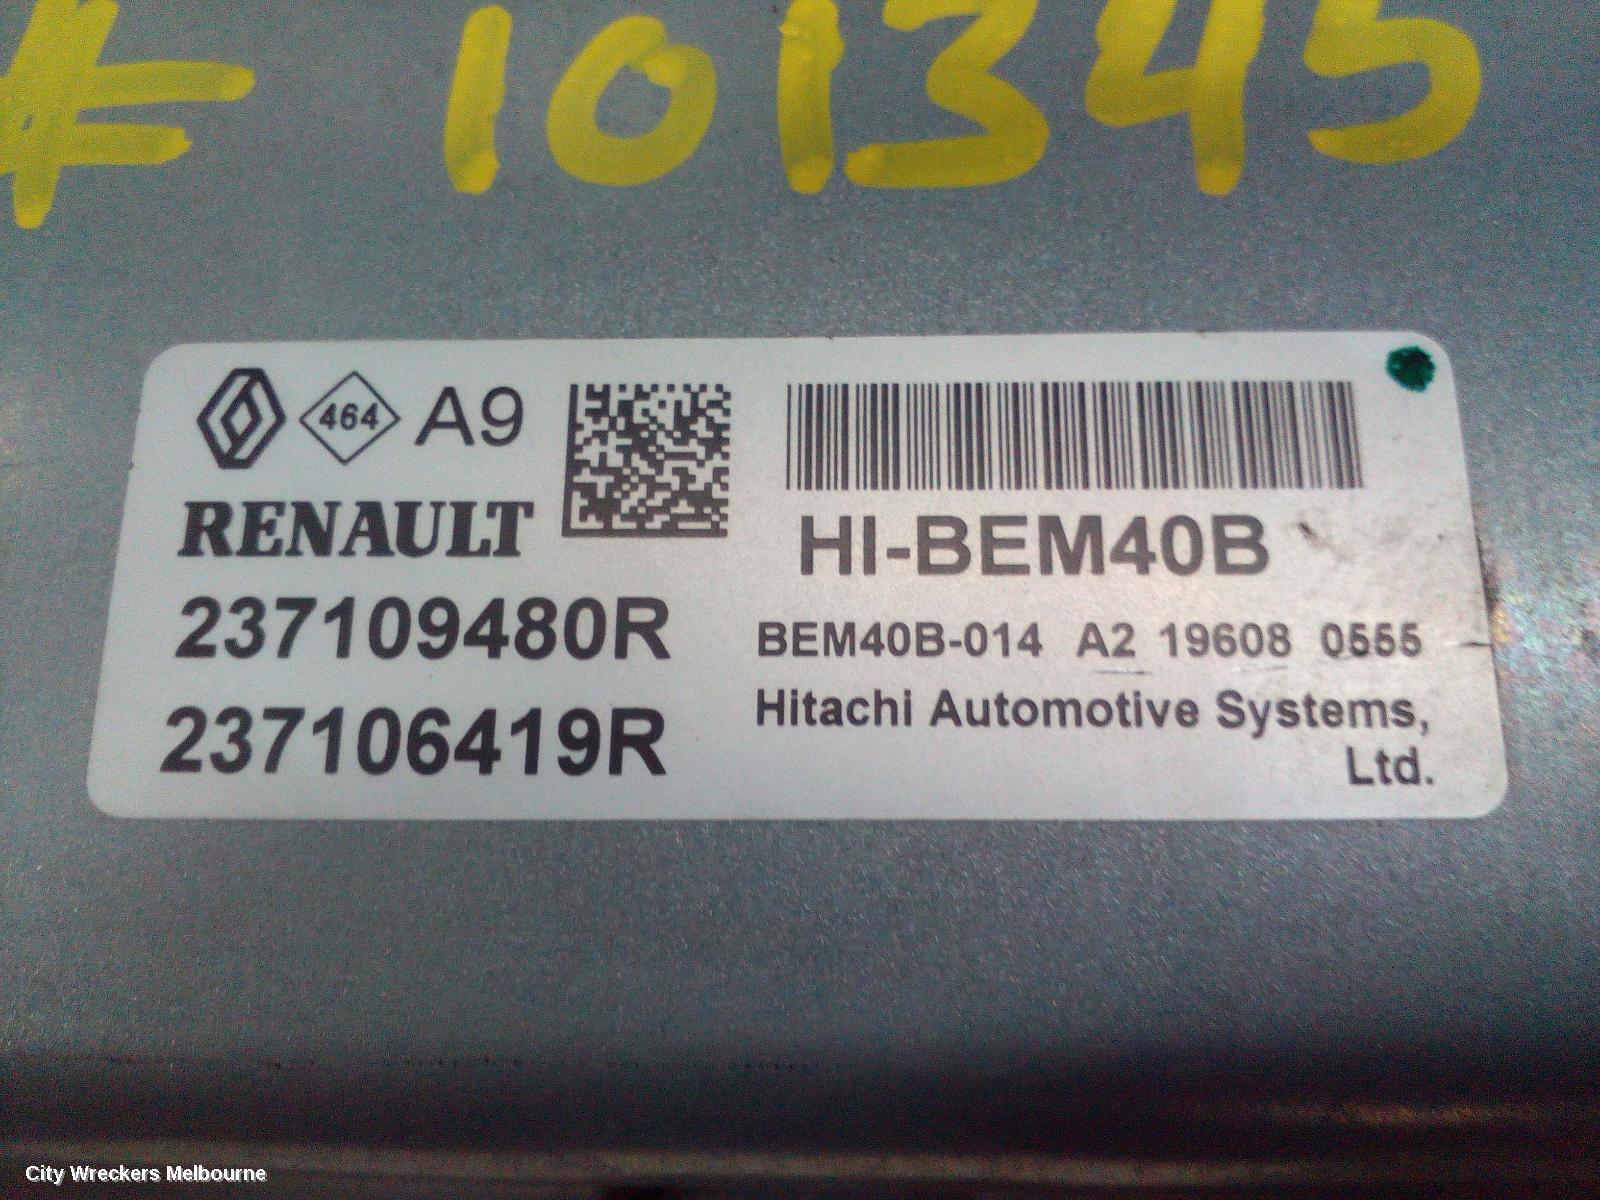 # 101345
464 A9
RENAULT
237109480R
237106419R
HI-BEM40B
BEM40B-014 A2 19608 0555
Hitachi Automotive Systems,
Ltd.
City Wreckers Melbourne